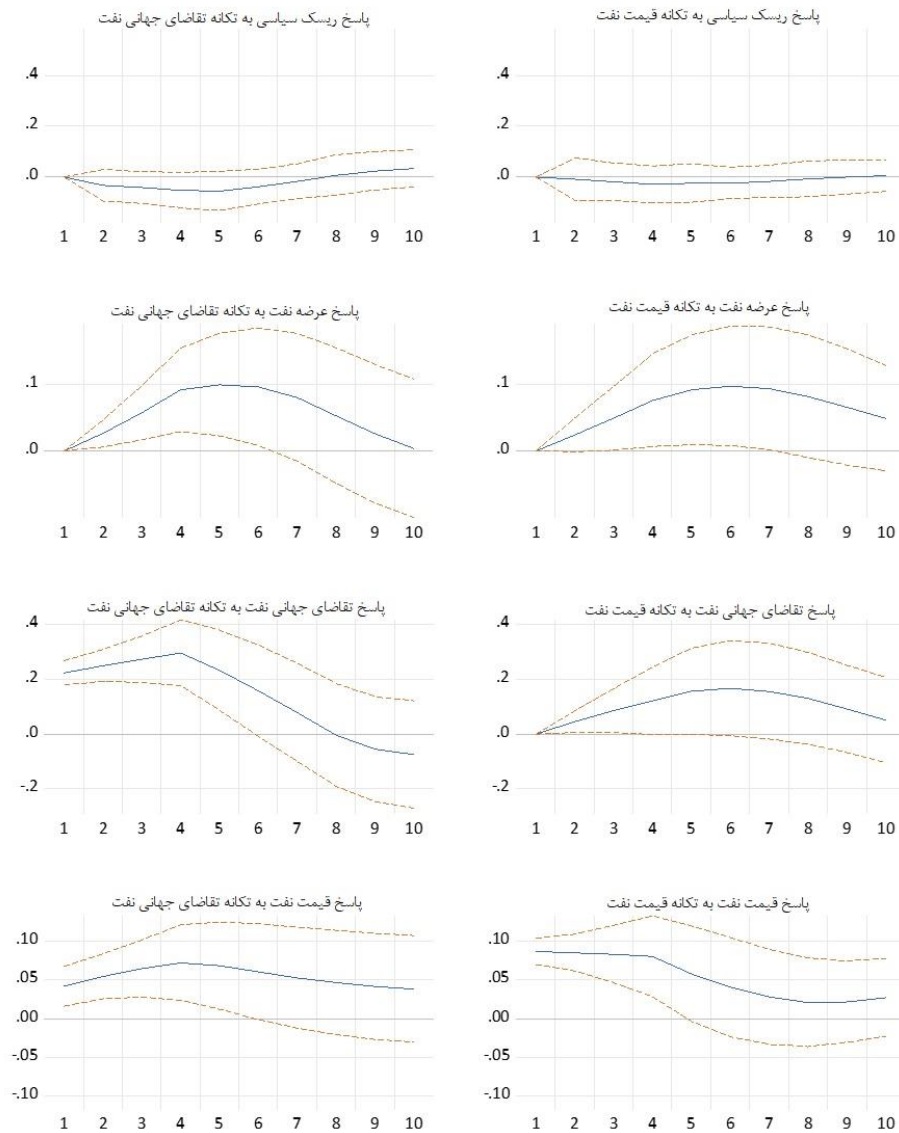 پاسخ ریسک سیاسی به تکانه تقاضای جهانی نفت
.4
.2
.0
1 2 3 4 5 6 7 8 9 10
پاسخ ریسک سیاسی به تکانه قیمت نفت
.4
.2
.0
1 2 3 4 5 6 7 8 9 10
پاسخ عرضه نفت به تکانه تقاضای جهانی نفت
.1
.0
1 2 3 4 5 6 7 8 9 10
پاسخ عرضه نفت به تکانه قیمت نفت
.1
.0
1 2 3 4 5 6 7 8 9 10
پاسخ تقاضای جهانی نفت به تکانه تقاضای جهانی نفت
.4
.2
.0
-.2
1 2 3 4 5 6 7 8 9 10
پاسخ تقاضای جهانی نفت به تکانه قیمت نفت
.4
.2
.0
-.2
1 2 3 4 5 6 7 8 9 10
پاسخ قیمت نفت به تکانه تقاضای جهانی نفت
.10
.05
.00
-.05
-.10
1 2 3 4 5 6 7 8 9 10
پاسخ قیمت نفت به تکانه قیمت نفت
.10
.05
.00
-.05
-.10
1 2 3 4 5 6 7 8 9 10